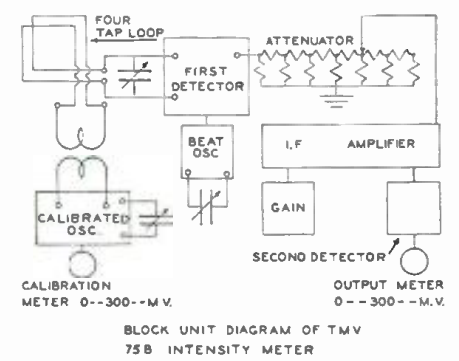 FOUR
TAP LOOP
ATTENUATOR
FIRST
DETECTOR
BEAT
OSC
I.F AMPLIFIER
CALIBRATED
OSC.
GAIN
SECOND DETECTOR
CALIBRATION
METER 0--300--M.V.
OUTPUT METER
0--300--M.V.
BLOCK UNIT DIAGRAM OF TMV
75B INTENSITY METER